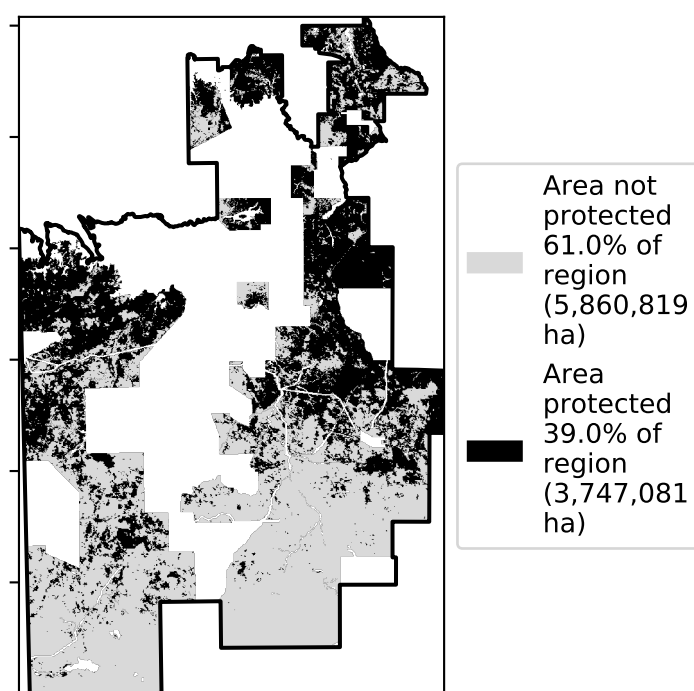 Area not
protected
61.0% of
region
(5,860,819
ha)
Area
protected
39.0% of
region
(3,747,081
ha)